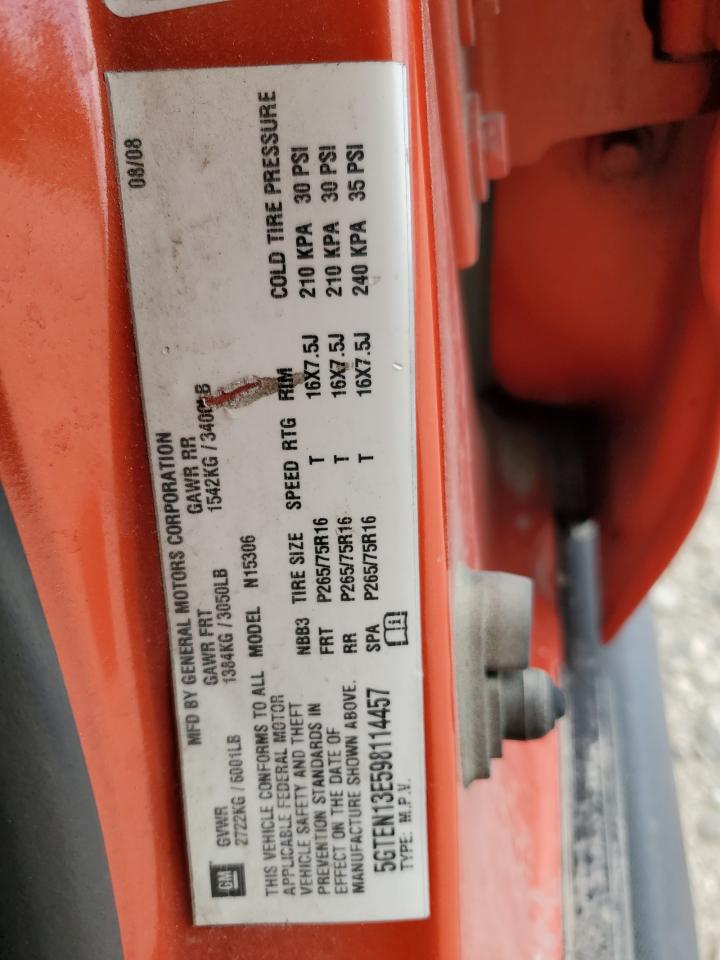 MFD BY GENERAL MOTORS CORPORATION 08/08
GM
GVWR GAWR FRT GAWR RR
2722KG/6001LB 1384KG/3050LB 1542KG/3400LB
THIS VEHICLE CONFORMS TO ALL MODEL N15306
APPLICABLE FEDERAL MOTOR
VEHICLE SAFETY AND THEFT
PREVENTION STANDARDS IN
EFFECT ON THE DATE OF
MANUFACTURE SHOWN ABOVE.
NBB3 TIRE SIZE SPEED RTG RIM COLD TIRE PRESSURE
FRT P265/75R16 T 16X7.5J 210 KPA 30 PSI
RR P265/75R16 T 16X7.5J 210 KPA 30 PSI
SPA P265/75R16 T 16X7.5J 240 KPA 35 PSI
5GTEN13E598114457
TYPE: M.P.V.